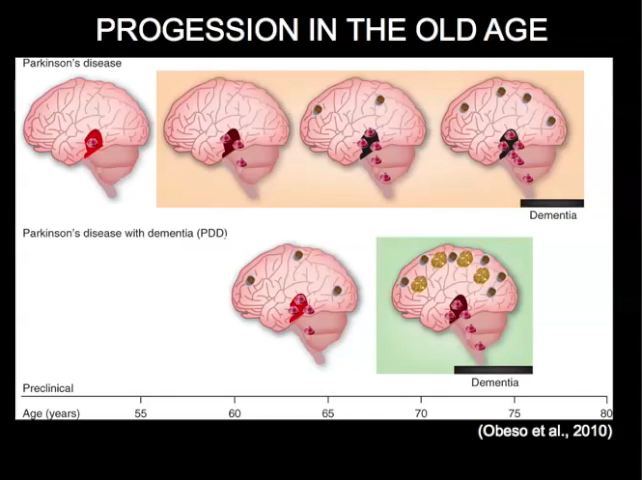 PROGESSION IN THE OLD AGE
Parkinson's disease
Dementia
Parkinson's disease with dementia (PDD)
Dementia
Preclinical
Age (years) 55 60 65 70 75 80
(Obeso et al., 2010)